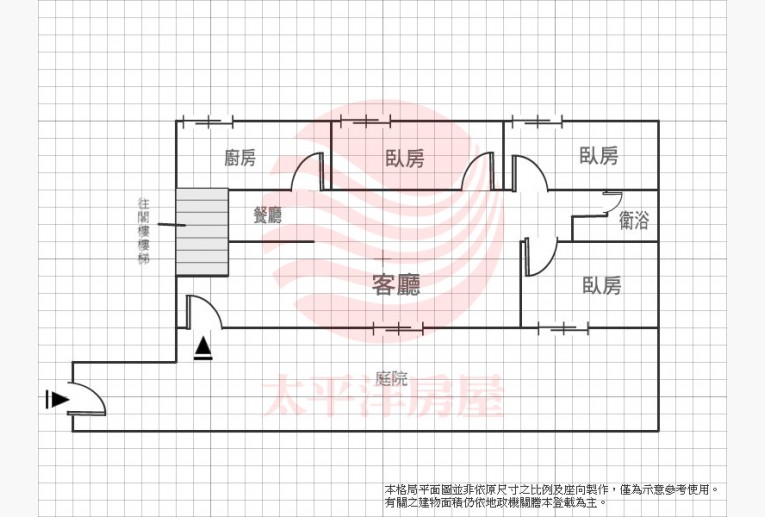 廚房
臥房
臥房
往閣樓樓梯
餐廳
衛浴
客廳
臥房
庭院
太平洋房屋
本格局平面圖並非依原尺寸之比例及座向製作，僅為示意參考使用。
有關之建物面積仍依地政機關謄本登載為主。